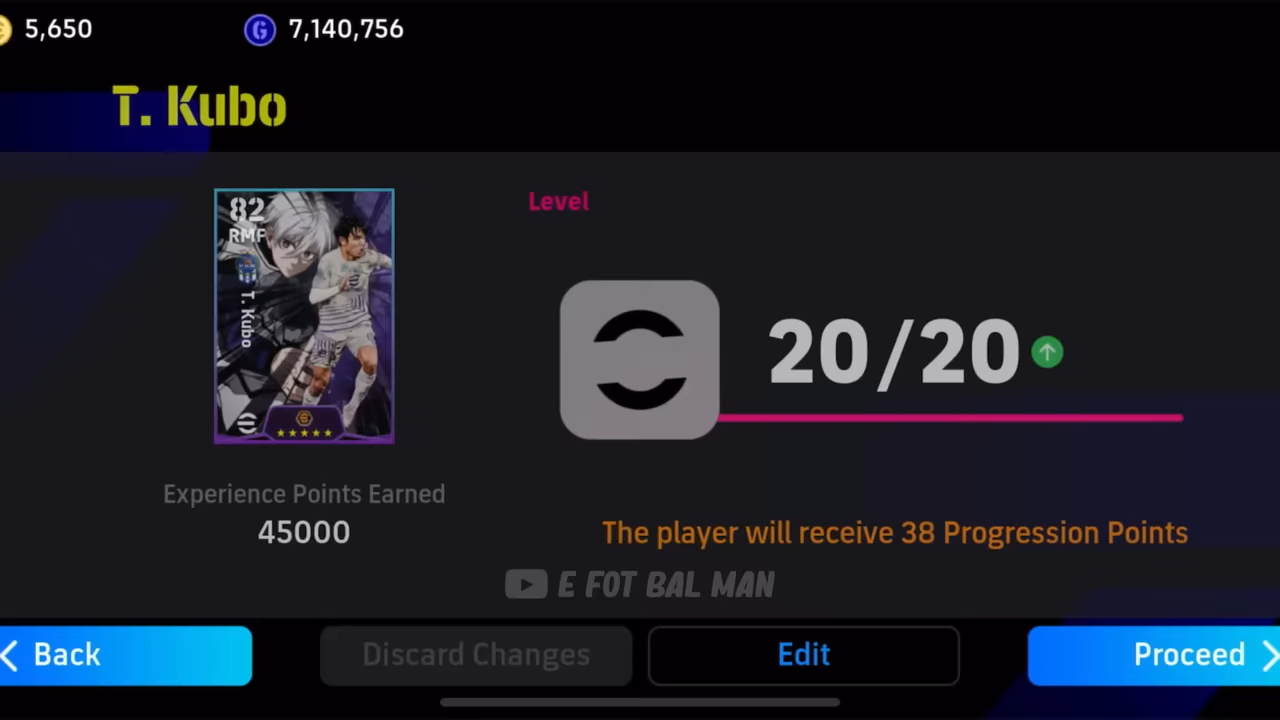 5,650
G 7,140,756
T. Kubo
82
RMF
T. Kubo
Level
20/20
Experience Points Earned
45000
The player will receive 38 Progression Points
E FOT BAL MAN
Back
Discard Changes
Edit
Proceed